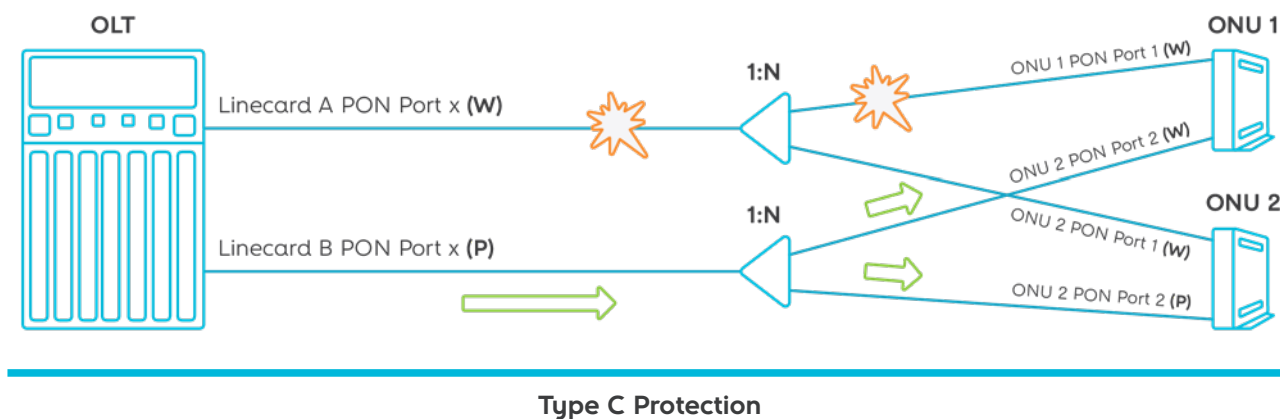 OLT
ONU 1
1:N
ONU 1 PON Port 1 (W)
Linecard A PON Port x (W)
ONU 2 PON Port 2 (W)
ONU 2
1:N
ONU 2 PON Port 1 (W)
Linecard B PON Port x (P)
ONU 2 PON Port 2 (P)
Type C Protection